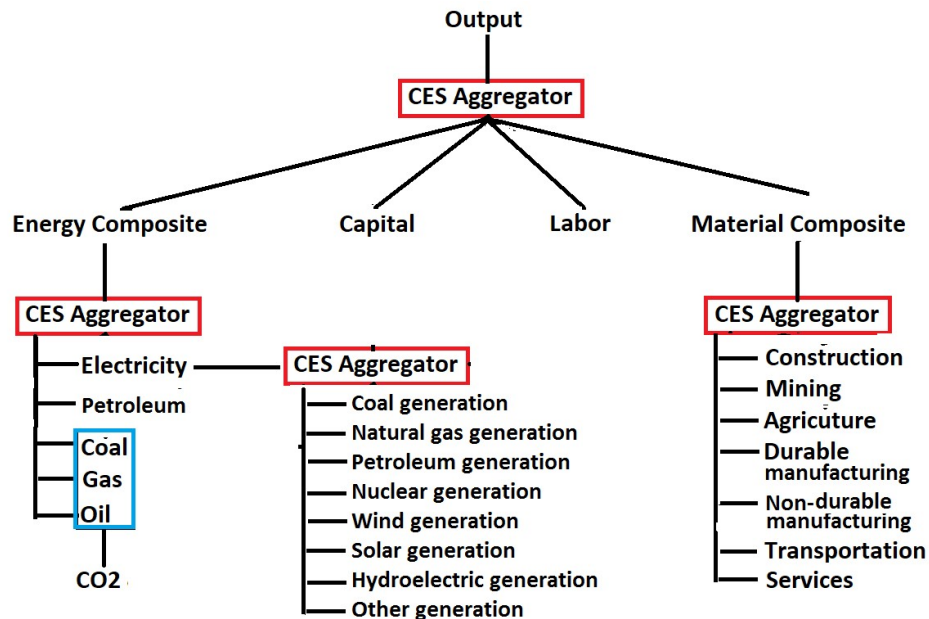 Output
CES Aggregator
Energy Composite
Capital
Labor
Material Composite
CES Aggregator
Electricity
Petroleum
Coal
Gas
Oil
CO2
CES Aggregator
Coal generation
Natural gas generation
Petroleum generation
Nuclear generation
Wind generation
Solar generation
Hydroelectric generation
Other generation
CES Aggregator
Construction
Mining
Agricuture
Durable
manufacturing
Non-durable
manufacturing
Transportation
Services